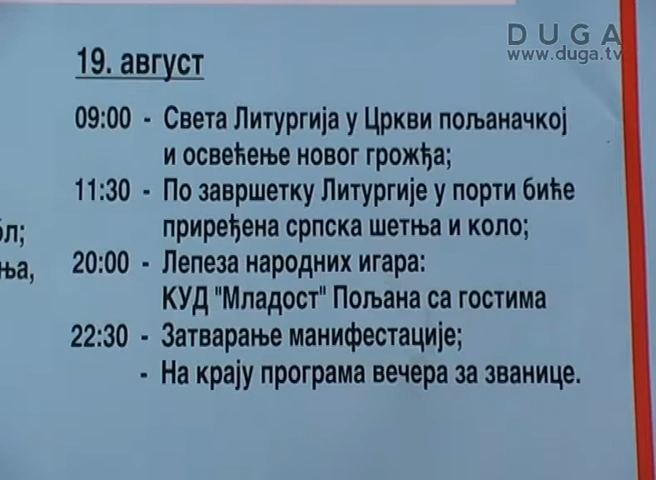 DUGA
www.duga.tv
19. август
09:00 - Света Литургија у Цркви пољаначкој
и освећење новог грожђа;
11:30 - По завршетку Литургије у порти биће
приређена српска шетња и коло;
20:00 - Лепеза народних игара:
КУД "Младост" Пољана са гостима
22:30 - Затварање манифестације;
- На крају програма вечера за званице.